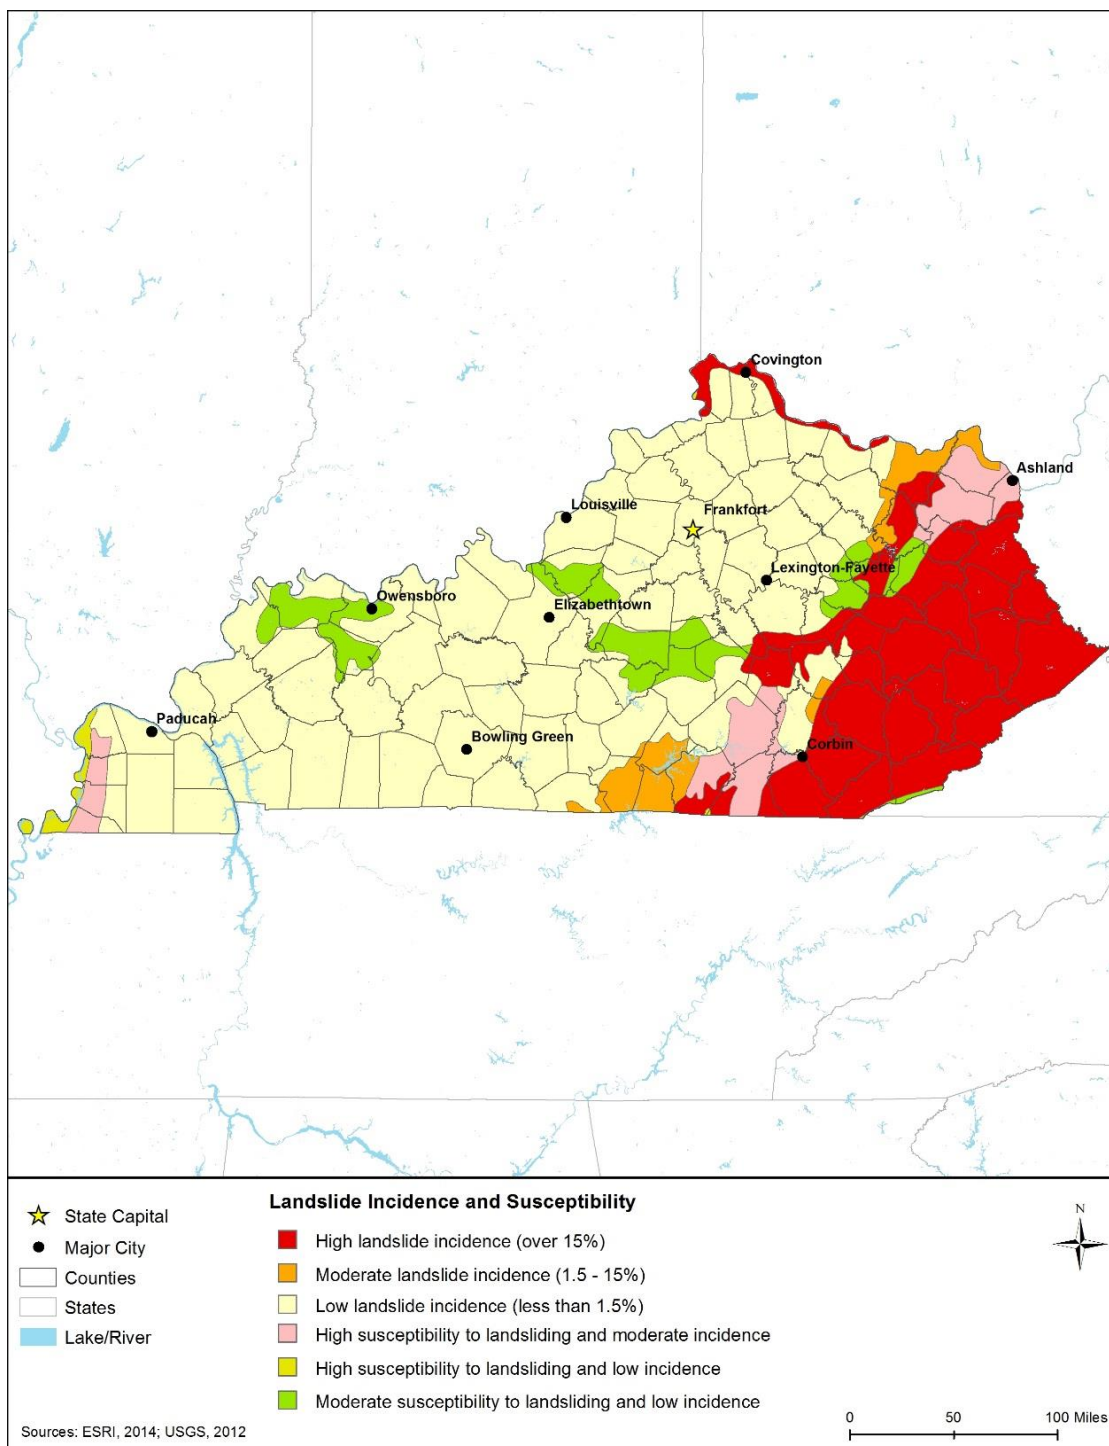 Covington
Ashland
Louisville
Frankfort
Lexington-Fayette
Owensboro
Elizabethtown
Paducah
Bowling Green
Corbin
State Capital
Major City
Counties
States
Lake/River
Landslide Incidence and Susceptibility
High landslide incidence (over 15%)
Moderate landslide incidence (1.5 - 15%)
Low landslide incidence (less than 1.5%)
High susceptibility to landsliding and moderate incidence
High susceptibility to landsliding and low incidence
Moderate susceptibility to landsliding and low incidence
N
0 50 100 Miles
Sources: ESRI, 2014; USGS, 2012